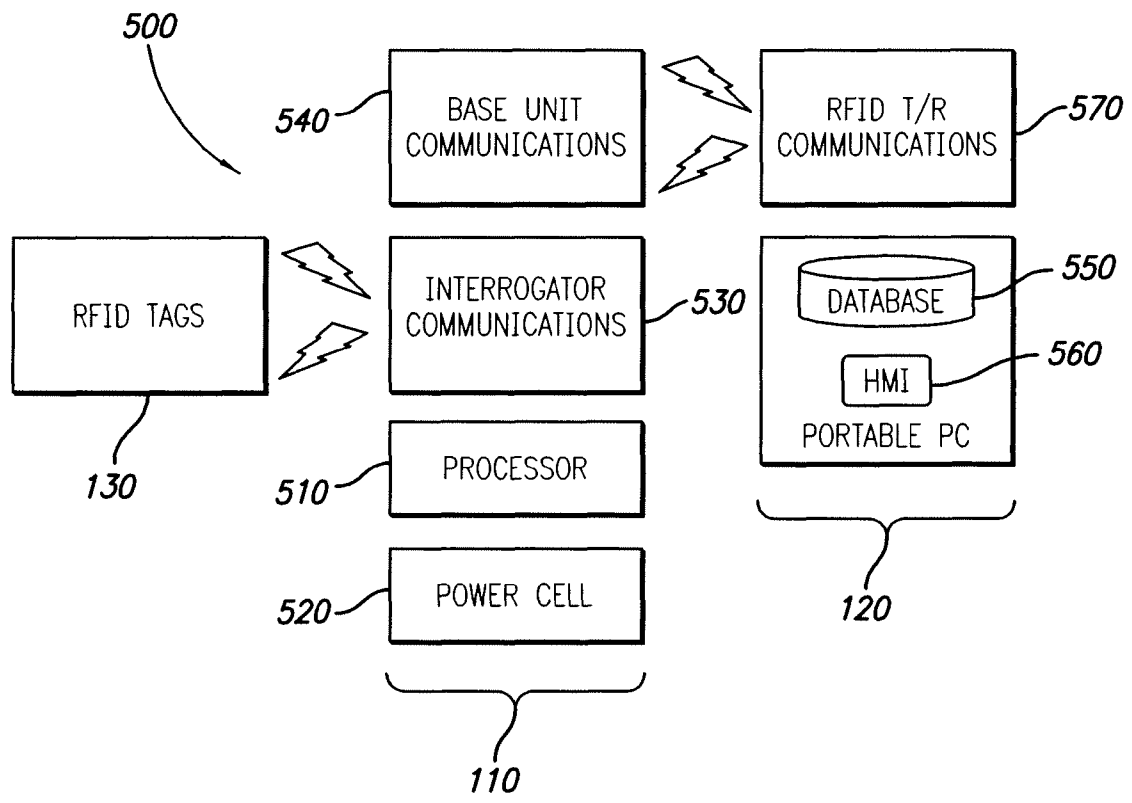 500
540
BASE UNIT
COMMUNICATIONS
RFID T/R
COMMUNICATIONS
570
RFID TAGS
130
INTERROGATOR
COMMUNICATIONS
530
DATABASE
550
HMI
560
PORTABLE PC
510
PROCESSOR
520
POWER CELL
120
110